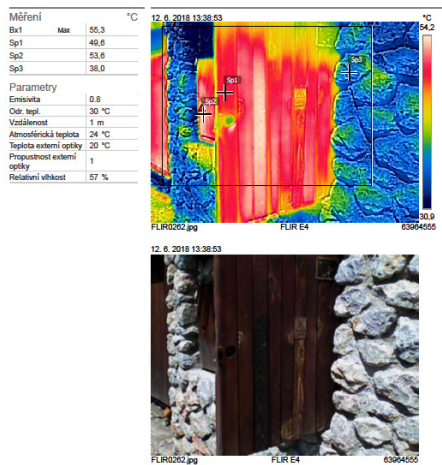 Měření °C
Bx1 Max 55,3
Sp1 49,6
Sp2 53,6
Sp3 38,0
Parametry
Emisivita 0.8
Odr. tepl. 30 °C
Vzdálenost 1 m
Atmosférická teplota 24 °C
Teplota externí optiky 20 °C
Propustnost externí optiky 1
Relativní vlhkost 57 %
12. 6. 2018 13:38:53 °C
54,2
Sp1
Sp2
Sp3
30,9
FLIR0262.jpg FLIR E4 63964555
12. 6. 2018 13:38:53
FLIR0262.jpg FLIR E4 63964555